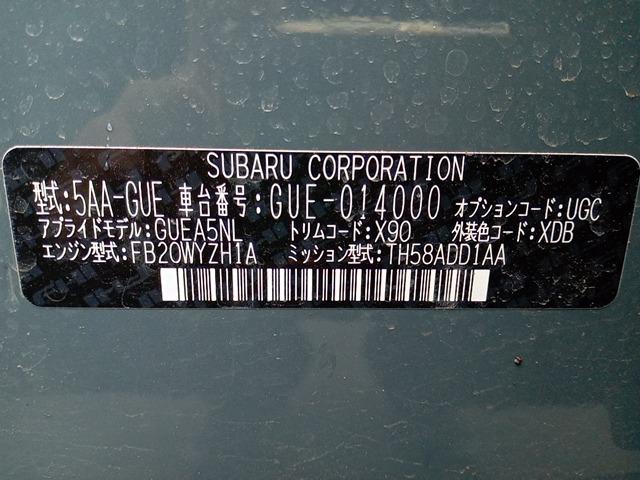 SUBARU CORPORATION
型式:5AA-GUE 車台番号:GUE-014000 オプションコード:UGC
アプライドモデル:GUEA5NL トリムコード:X90 外装色コード:XDB
エンジン型式:FB20WYZH1A ミッション型式:TH58ADD1AA